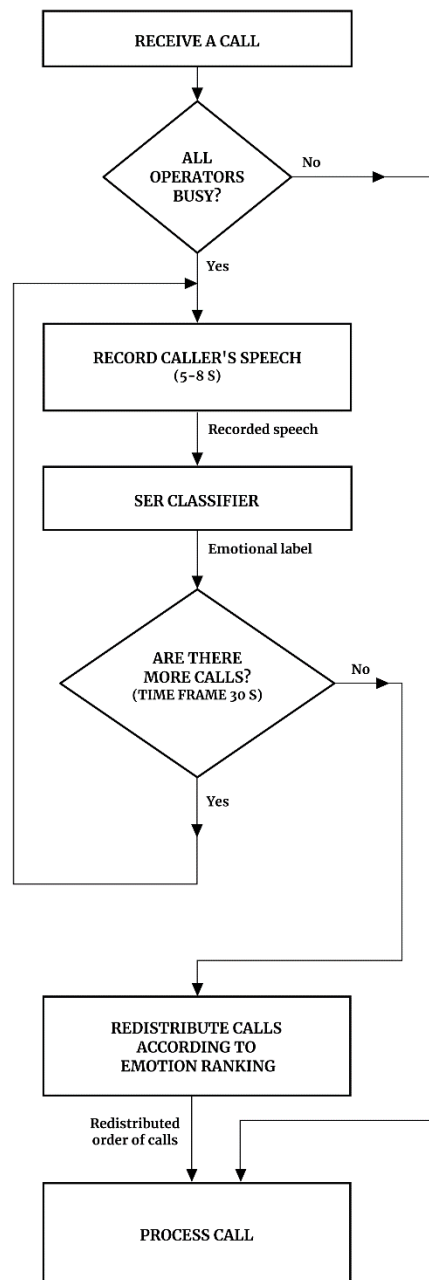 RECEIVE A CALL
ALL
OPERATORS
BUSY?
No
Yes
RECORD CALLER'S SPEECH
(5-8 S)
Recorded speech
SER CLASSIFIER
Emotional label
ARE THERE
MORE CALLS?
(TIME FRAME 30 S)
No
Yes
REDISTRIBUTE CALLS
ACCORDING TO
EMOTION RANKING
Redistributed
order of calls
PROCESS CALL